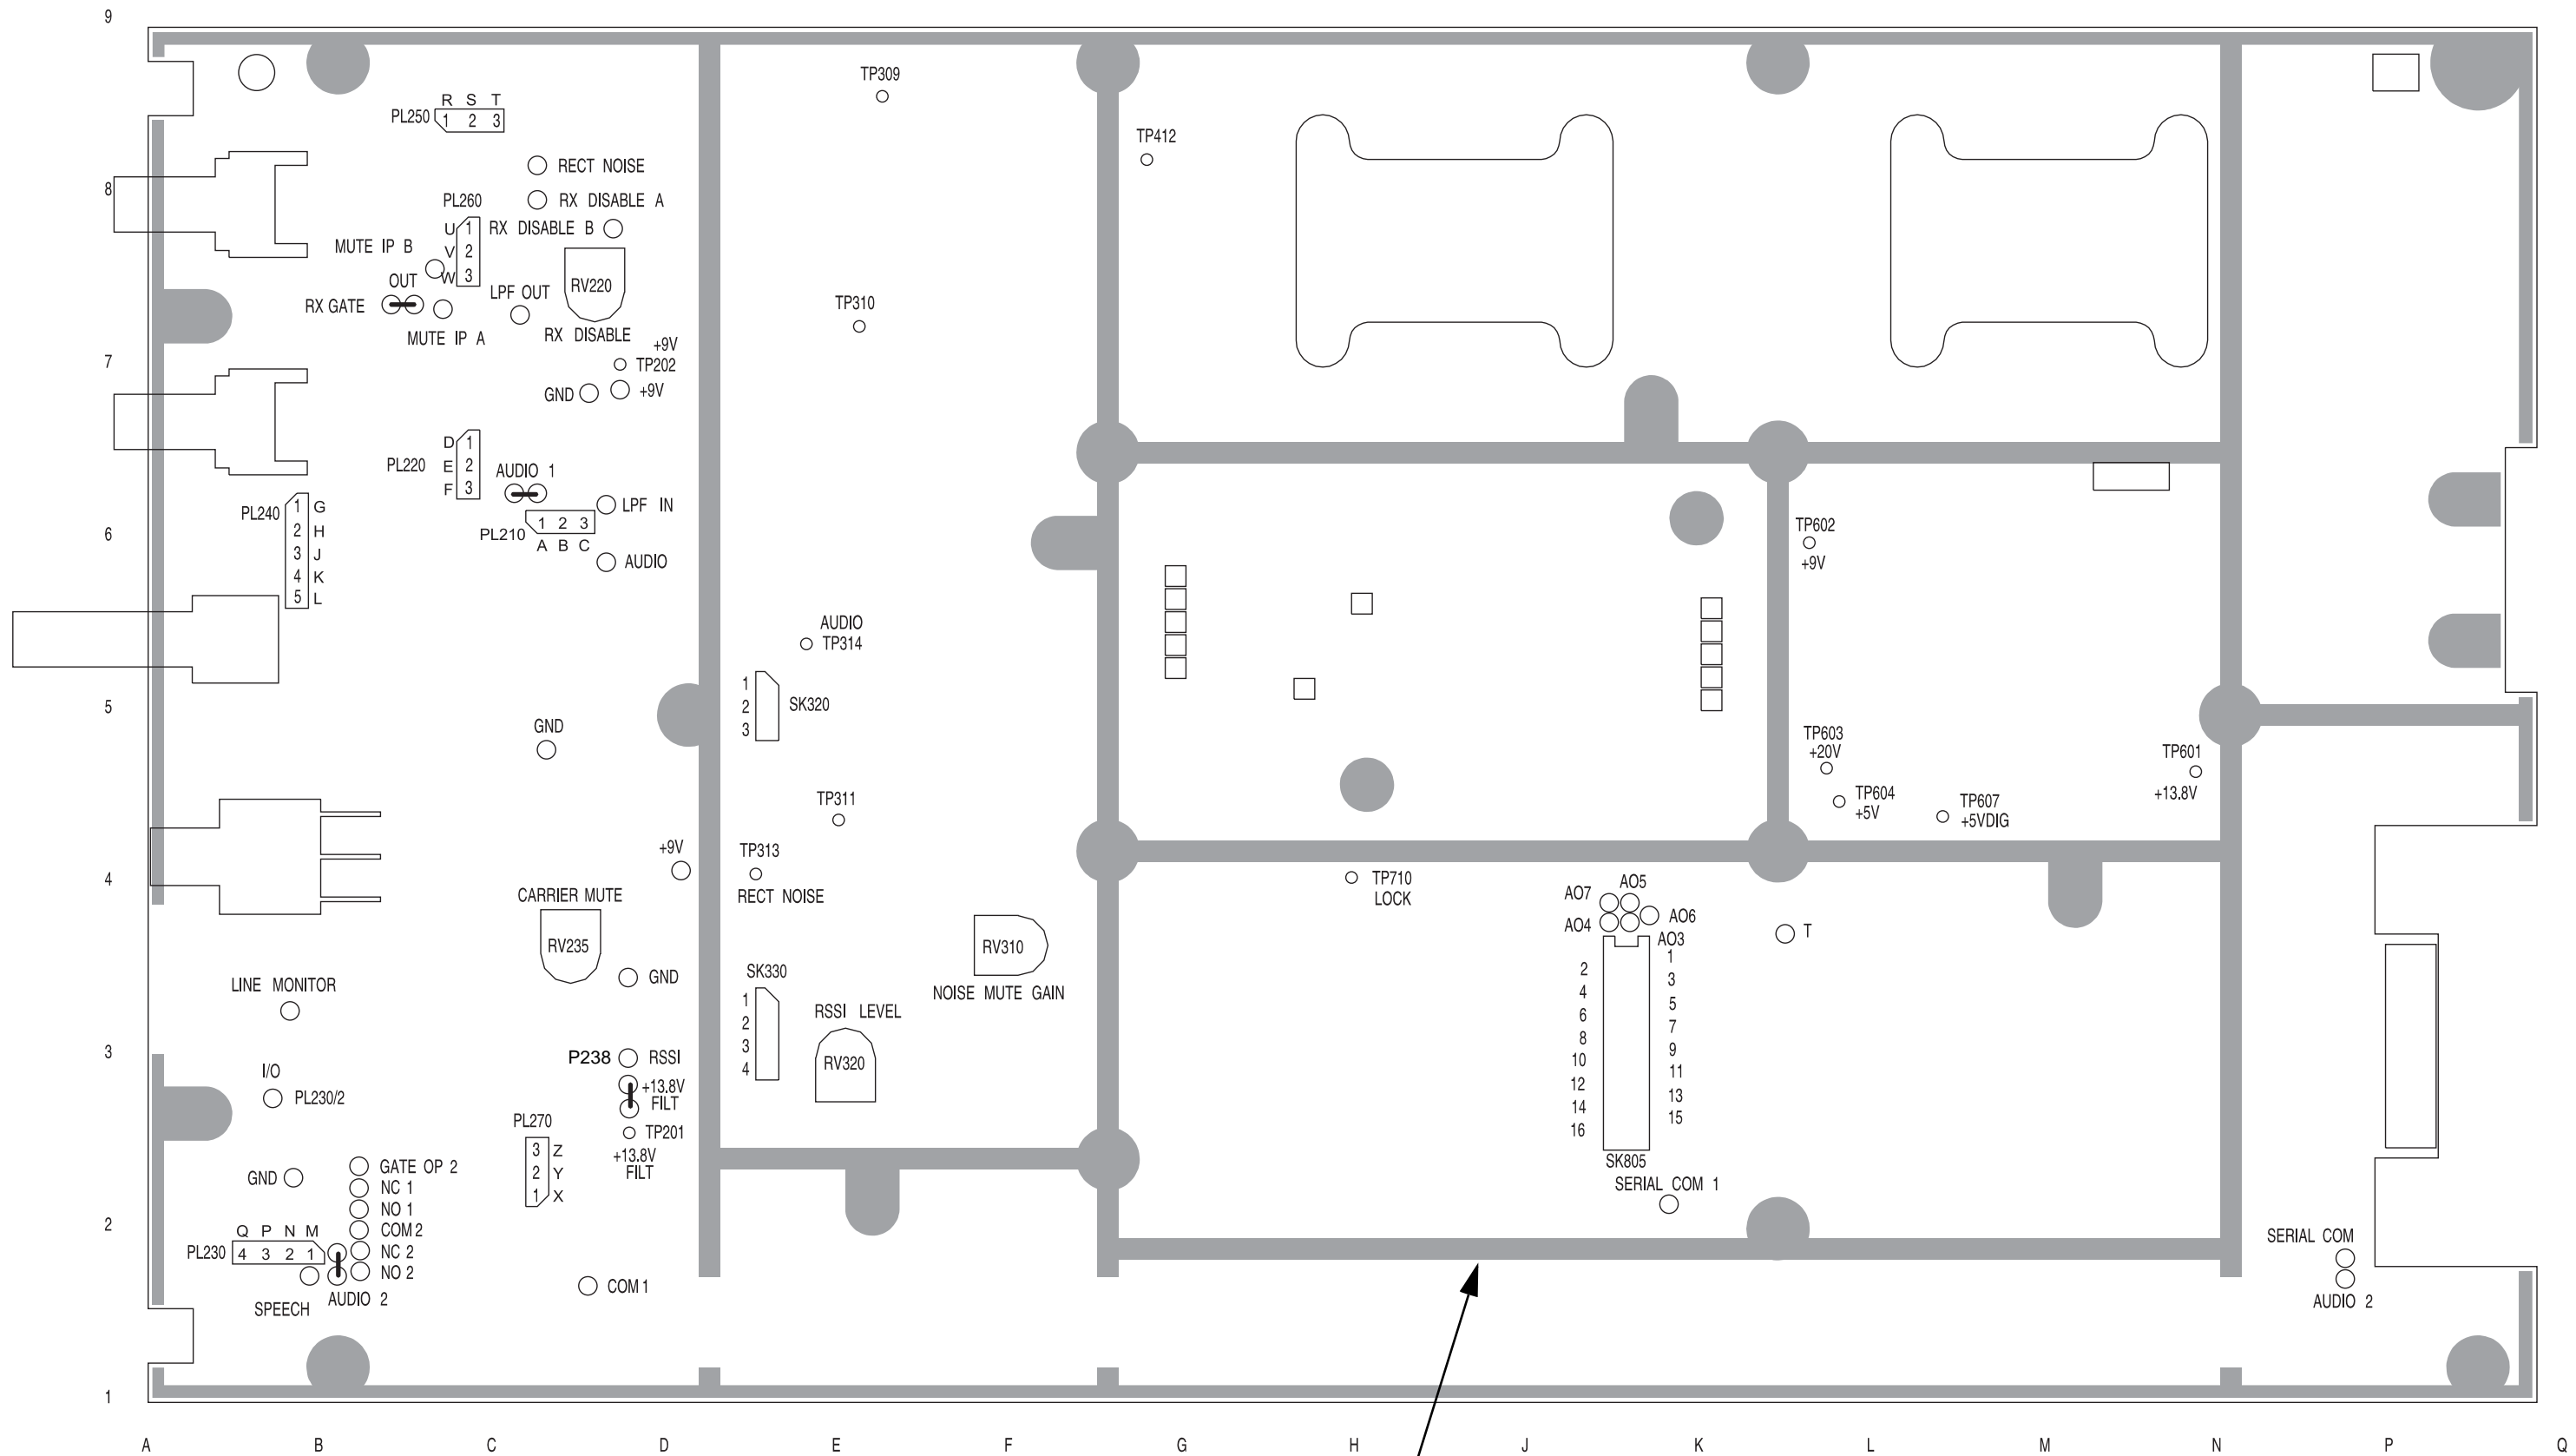 9
TP309
R S T
PL250
1 2 3
TP412
RECT NOISE
8
PL260
RX DISABLE A
U 1
RX DISABLE B
MUTE IP B
V 2
W 3
OUT
RV220
LPF OUT
TP310
RX GATE
MUTE IP A
RX DISABLE
+9V
7
TP202
GND
+9V
D 1
PL220
E 2
AUDIO 1
F 3
PL240
1 G
LPF IN
2 H
PL210
1 2 3
TP602
6
A B C
3 J
AUDIO
+9V
4 K
5 L
AUDIO
TP314
1
2
3
SK320
5
GND
TP603
+20V
TP601
TP604
+5V
TP607
+5VDIG
+13.8V
TP311
+9V
TP313
4
TP710
LOCK
AO7
AO5
CARRIER MUTE
RECT NOISE
AO4
AO6
T
RV235
RV310
AO3
1
2
3
4
5
6
7
8
9
10
11
12
13
14
15
16
SK805
SK330
GND
LINE MONITOR
NOISE MUTE GAIN
1
2
3
4
RSSI LEVEL
3
P238
RSSI
RV320
I/O
+13.8V
FILT
PL230/2
PL270
TP201
3 Z
+13.8V
FILT
2 Y
1 X
GATE OP 2
GND
NC 1
SERIAL COM 1
NO 1
2
Q P N M
COM 2
SERIAL COM
PL230
4 3 2 1
NC 2
NO 2
COM 1
SPEECH
AUDIO 2
AUDIO 2
1
A B C D E F G H J K L M N P Q